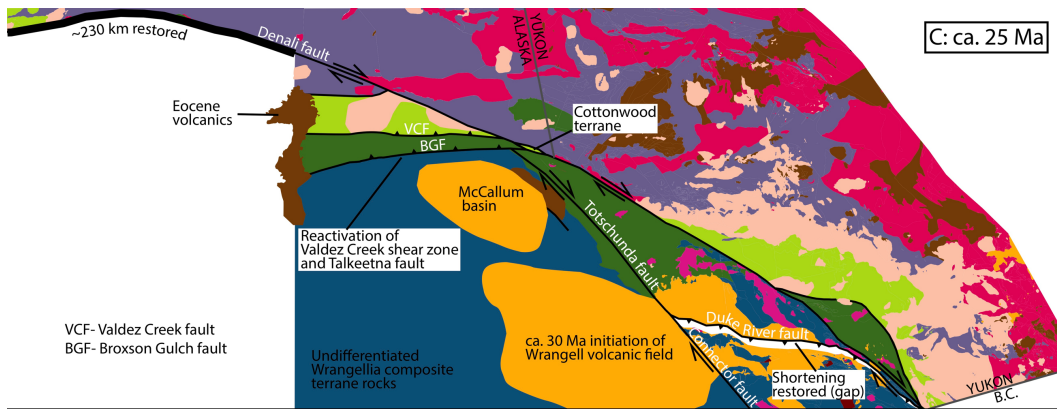 ~230 km restored
Denali fault
YUKON
ALASKA
C: ca. 25 Ma
Eocene
volcanics
VCF
BGF
Cottonwood
terrane
McCallum
basin
Totschunda fault
Reactivation of
Valdez Creek shear zone
and Talkeetna fault
Duke River fault
VCF- Valdez Creek fault
BGF- Broxson Gulch fault
ca. 30 Ma initiation of
Wrangell volcanic field
Connector fault
Undifferentiated
Wrangellia composite
terrane rocks
Shortening
restored (gap)
YUKON
B.C.